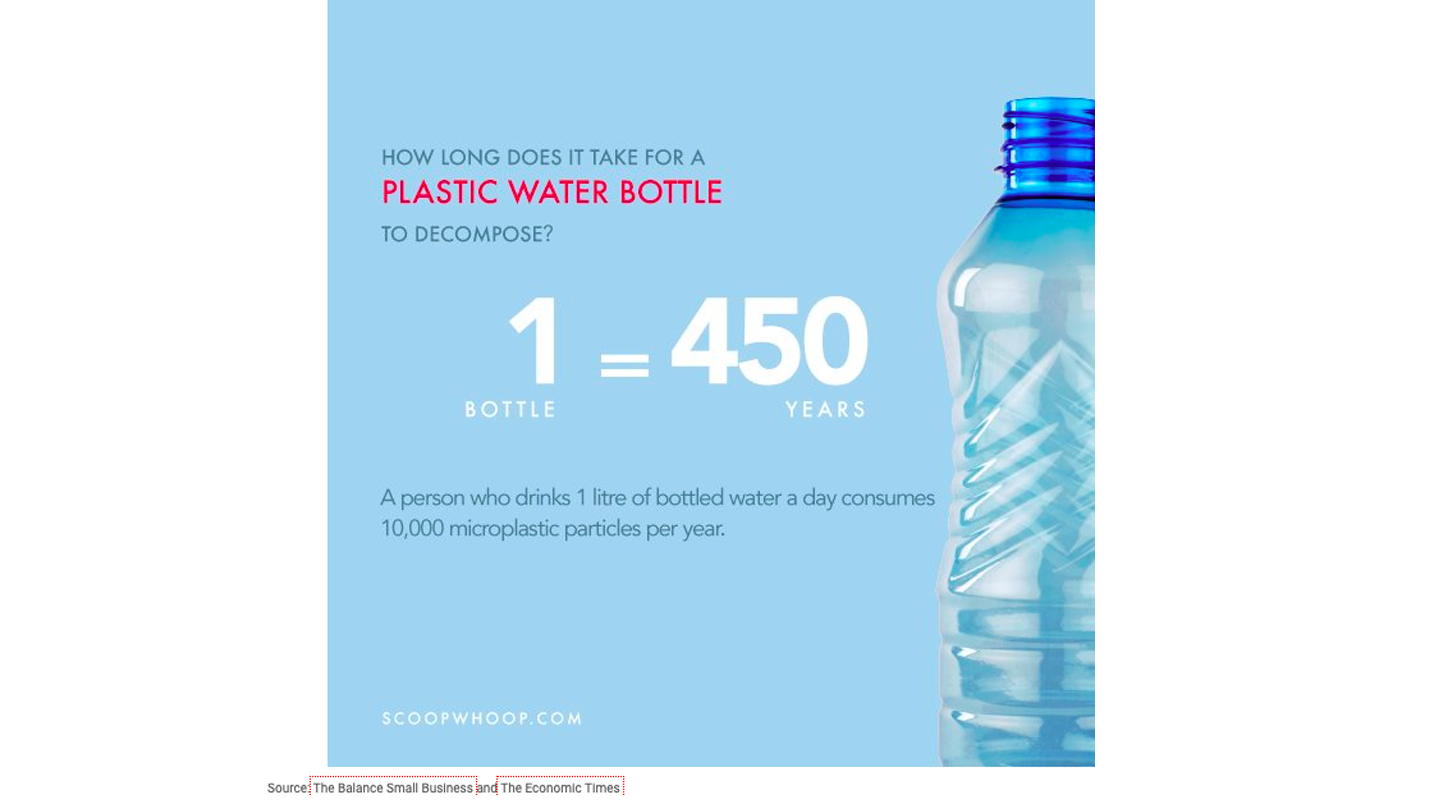 HOW LONG DOES IT TAKE FOR A
PLASTIC WATER BOTTLE
TO DECOMPOSE?
1 = 450
BOTTLE YEARS
A person who drinks 1 litre of bottled water a day consumes
10,000 microplastic particles per year.
SCOOPWHOOP.COM
Source: The Balance Small Business and The Economic Times